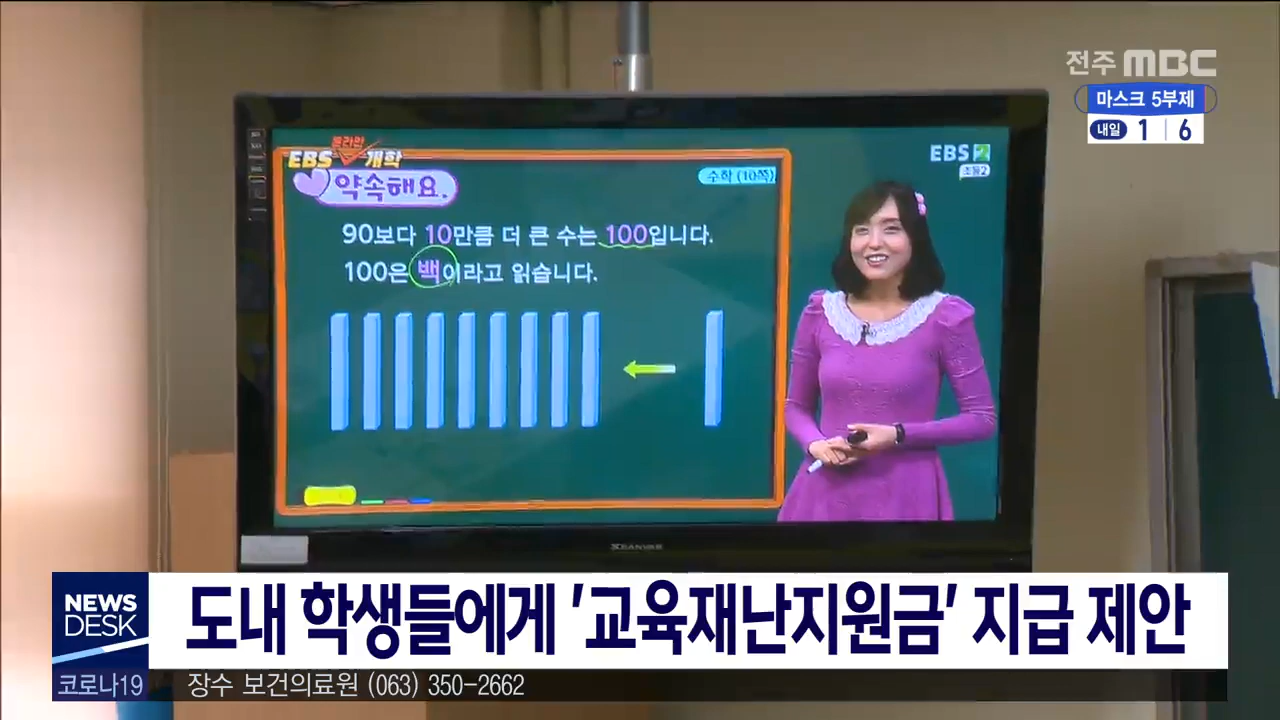 전주 MBC
마스크 5부제
내일 1 6
EBS 온라인 개학
EBS 2
초등2
약속해요.
수학 (10쪽)
90보다 10만큼 더 큰 수는 100입니다.
100은 백이라고 읽습니다.
XCANVAS
NEWS DESK
도내 학생들에게 '교육재난지원금' 지급 제안
코로나19
장수 보건의료원 (063) 350-2662